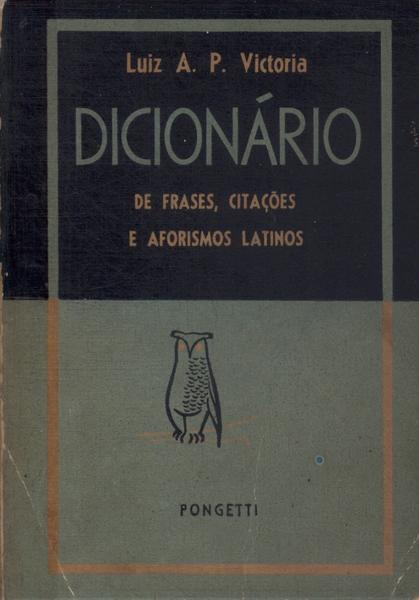 Luiz A. P. Victoria
DICIONÁRIO
DE FRASES, CITAÇÕES
E AFORISMOS LATINOS
PONGETTI